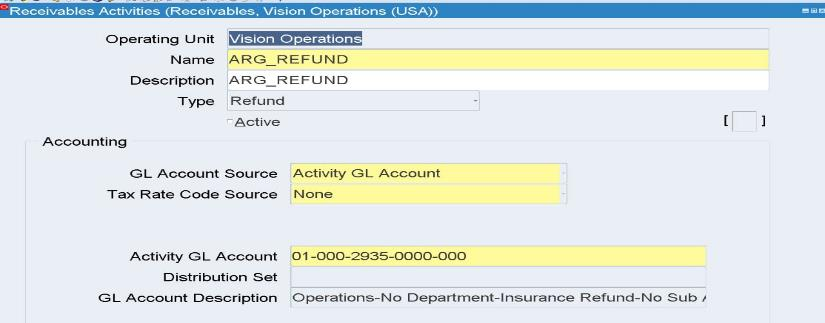 Receivables Activities (Receivables, Vision Operations (USA))
Operating Unit Vision Operations
Name ARG_REFUND
Description ARG_REFUND
Type Refund
Active [ ]
Accounting
GL Account Source Activity GL Account
Tax Rate Code Source None
Activity GL Account 01-000-2935-0000-000
Distribution Set
GL Account Description Operations-No Department-Insurance Refund-No Sub